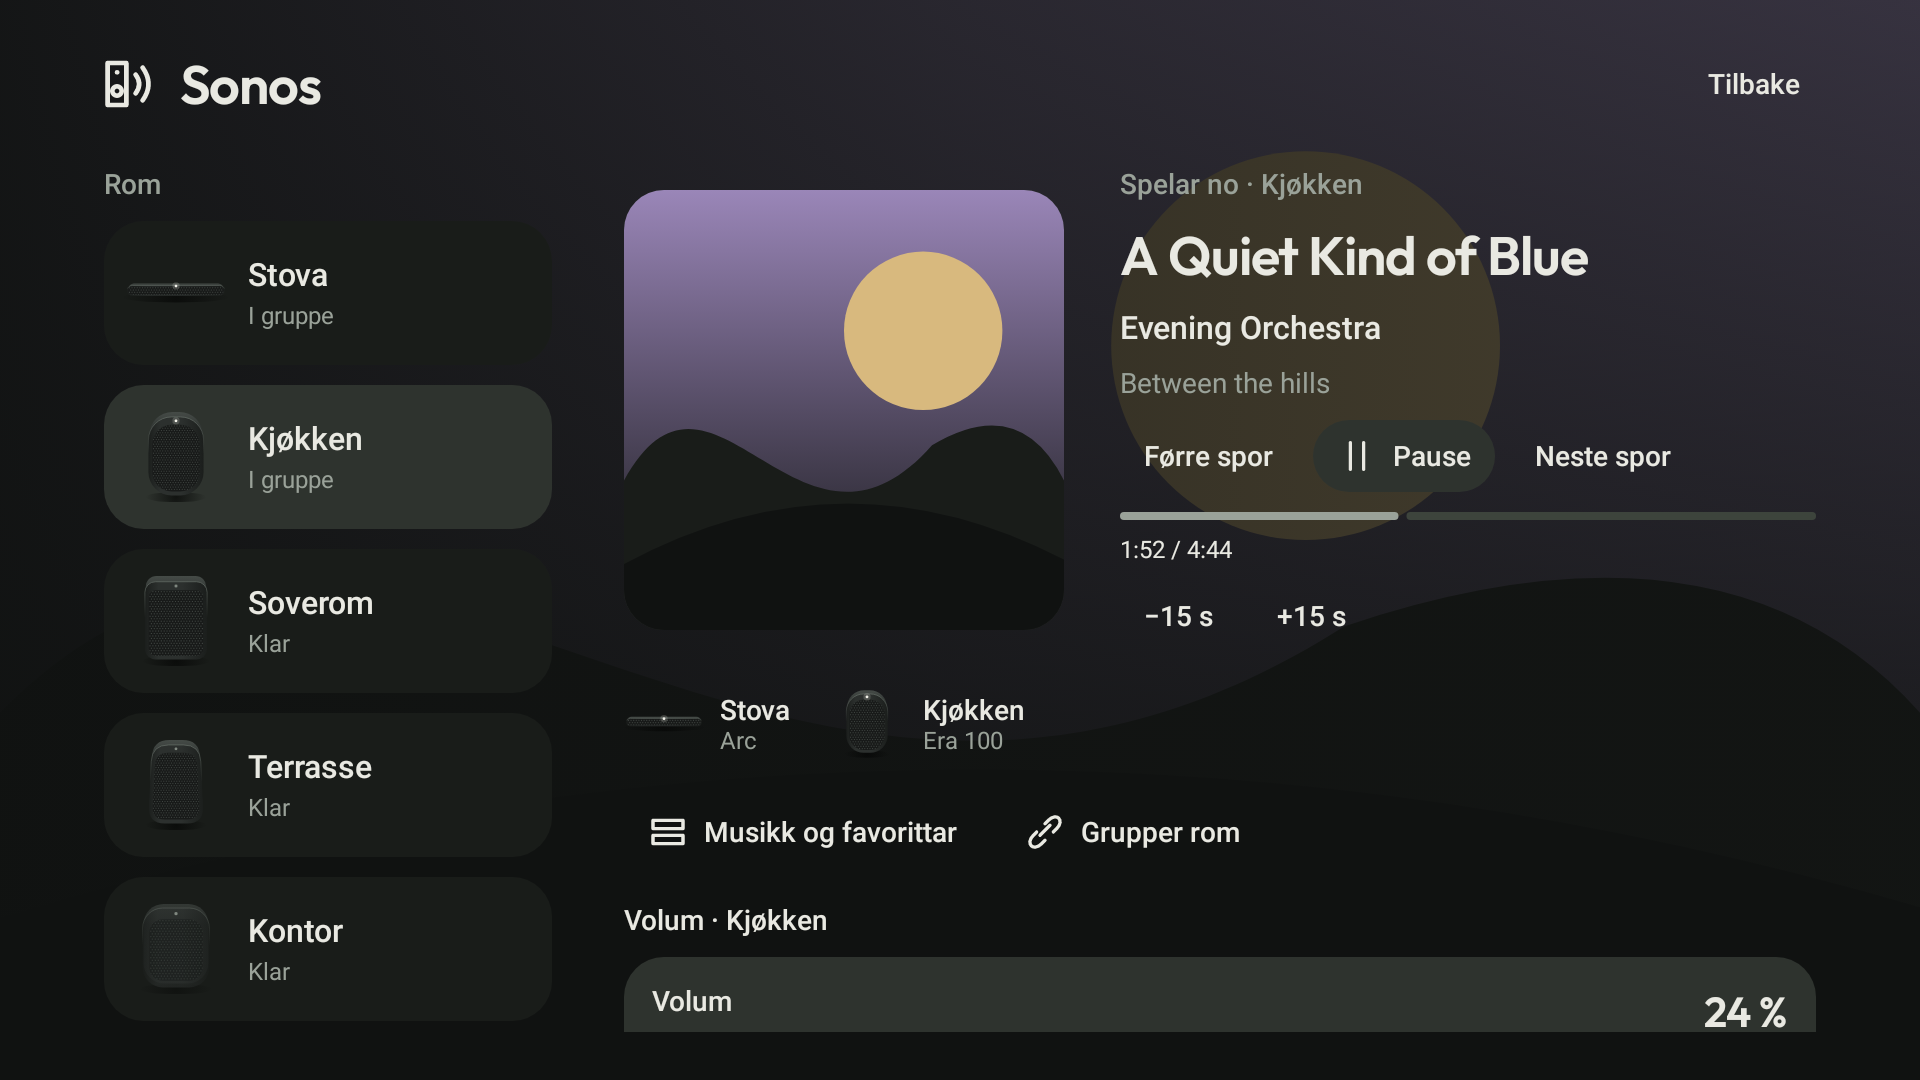 Sonos
Tilbake
Rom
Stova
I gruppe
Kjøkken
I gruppe
Soverom
Klar
Terrasse
Klar
Kontor
Klar
Spelar no · Kjøkken
A Quiet Kind of Blue
Evening Orchestra
Between the hills
Førre spor
Pause
Neste spor
1:52 / 4:44
−15 s
+15 s
Stova
Arc
Kjøkken
Era 100
Musikk og favorittar
Grupper rom
Volum · Kjøkken
Volum
24 %